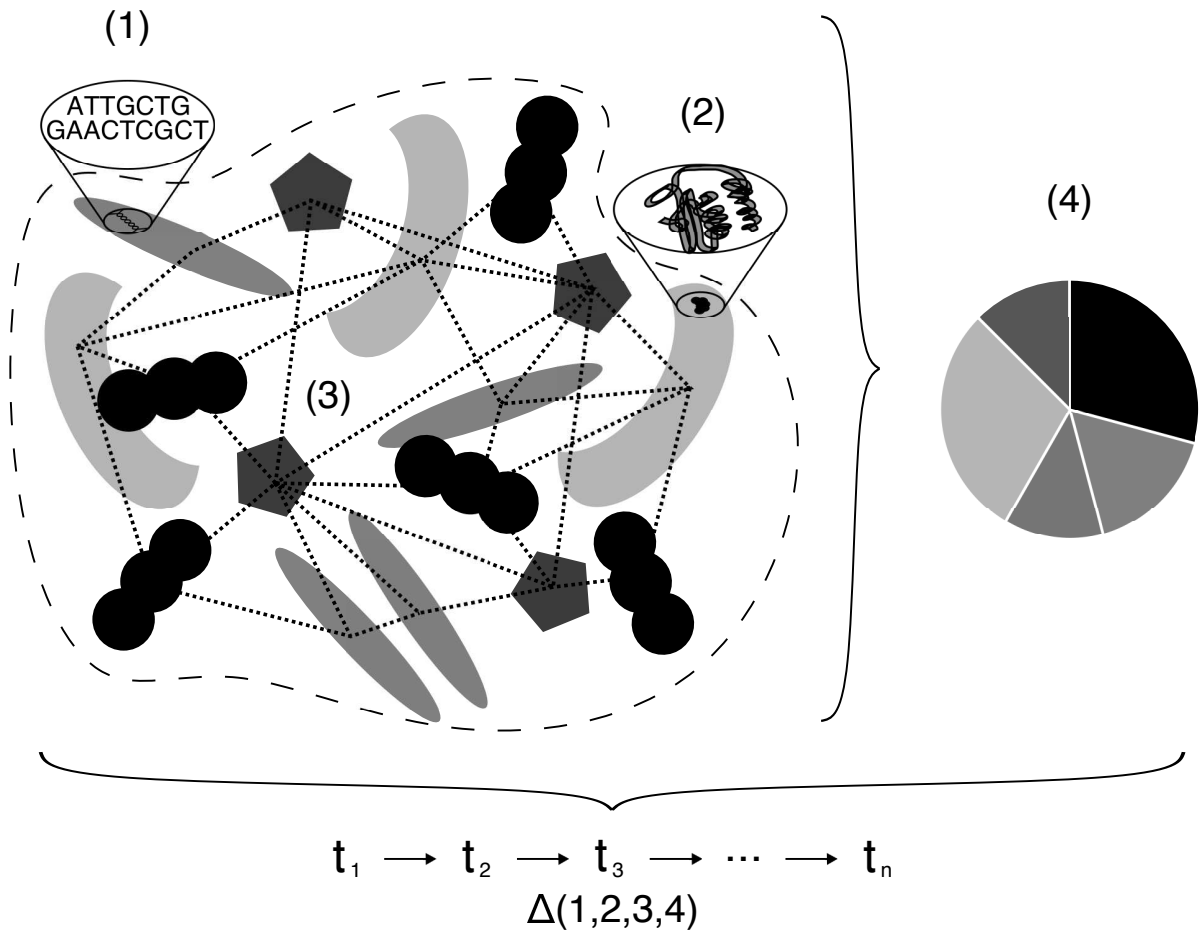 (1)
ATTGCTG
GAACTCGCT
(2)
(3)
(4)
t1 → t2 → t3 → ... → tn
Δ(1,2,3,4)